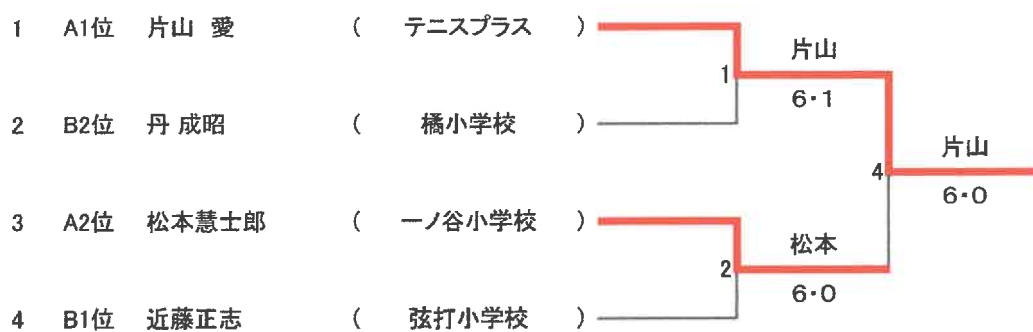 1 A1位 片山 愛 ( テニスプラス )
片山
1
6・1
2 B2位 丹 成昭 ( 橘小学校 )
片山
4
6・0
3 A2位 松本慧士郎 ( 一ノ谷小学校 )
松本
2
6・0
4 B1位 近藤正志 ( 弦打小学校 )